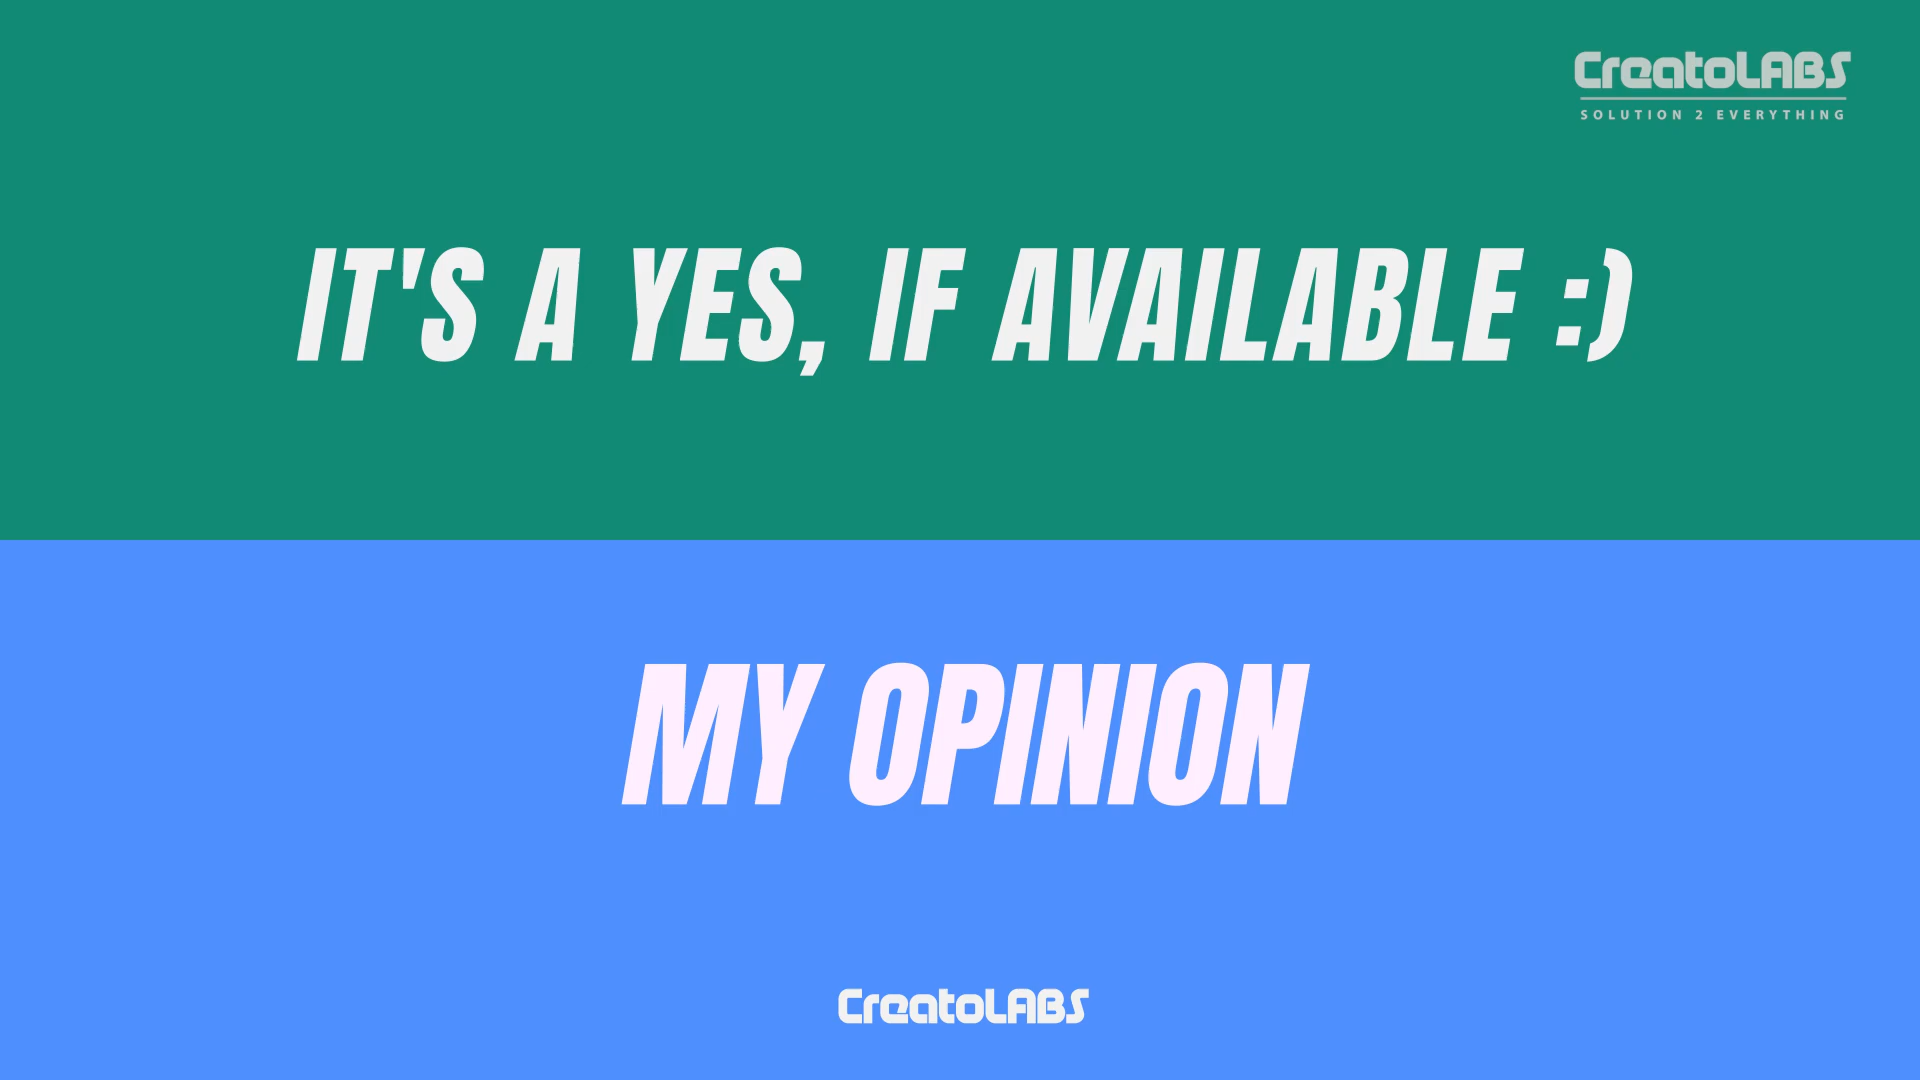 CreatoLABS
SOLUTION 2 EVERYTHING
IT'S A YES, IF AVAILABLE :)
MY OPINION
CreatoLABS